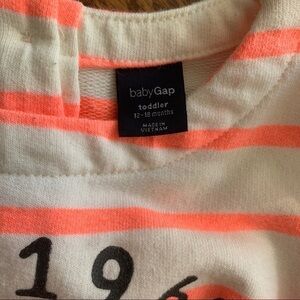 babyGap
toddler
12-18 months
MADE IN
VIETNAM
196